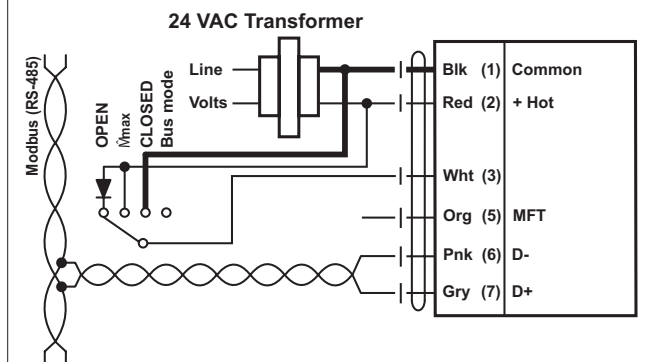 24 VAC Transformer
Line
Volts
Modbus (RS-485)
OPEN
V̇max
CLOSED
Bus mode
Blk (1) Common
Red (2) + Hot
Wht (3)
Org (5) MFT
Pnk (6) D-
Gry (7) D+